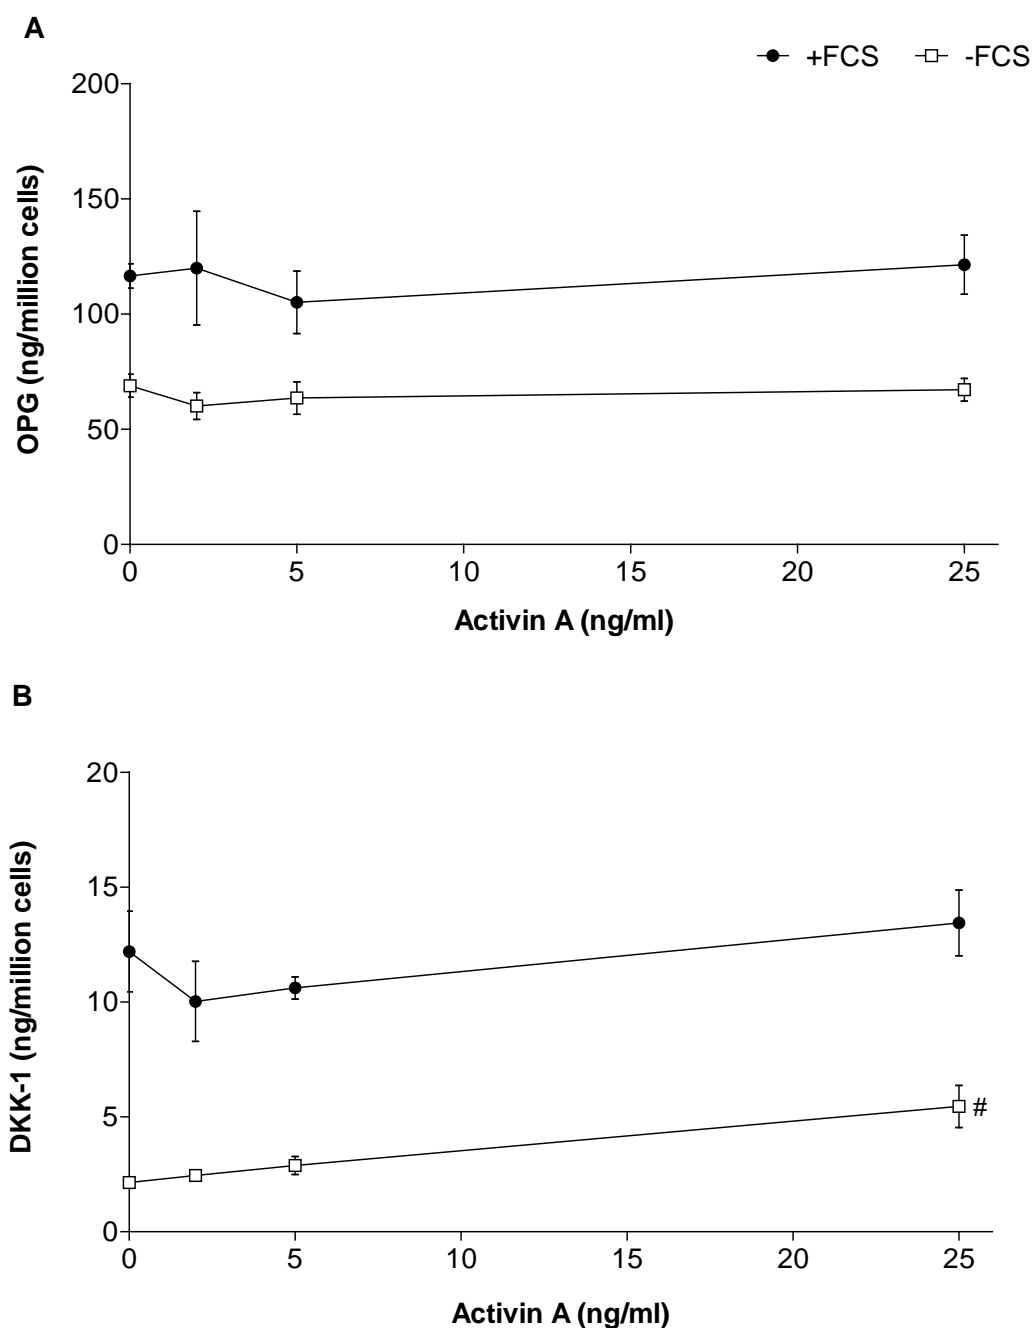 A
+FCS -FCS
200
150
100
50
0
OPG (ng/million cells)
0 5 10 15 20 25
Activin A (ng/ml)
B
20
15
10
5
0
DKK-1 (ng/million cells)
#
0 5 10 15 20 25
Activin A (ng/ml)